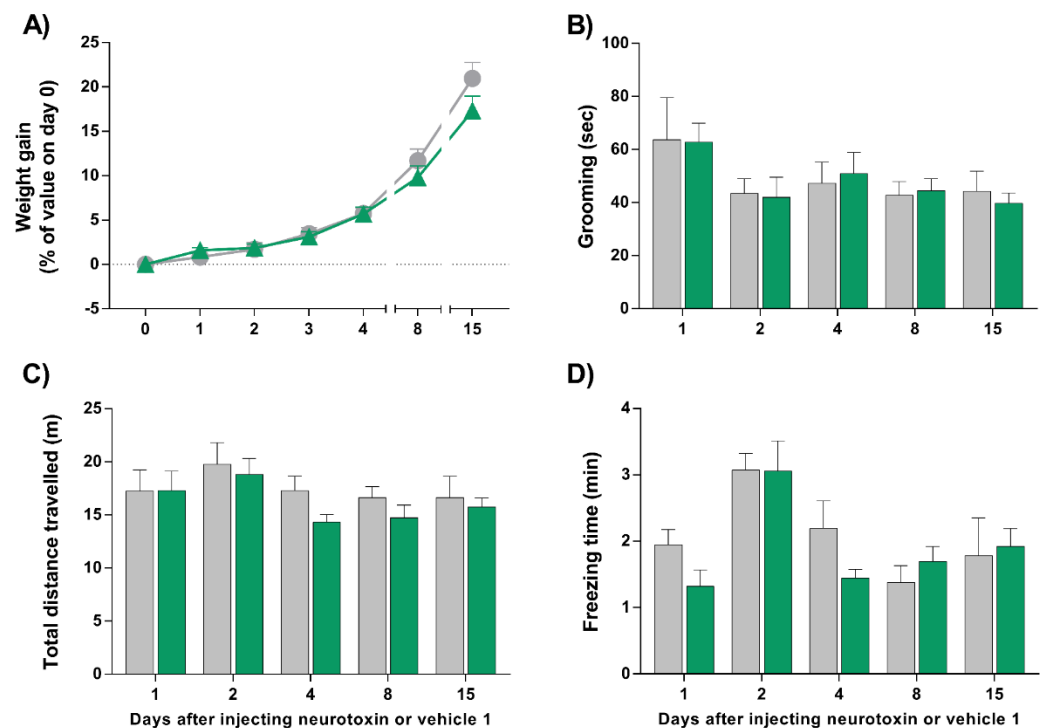 A)
Weight gain
(% of value on day 0)
25
20
15
10
5
0
-5
0 1 2 3 4 8 15
B)
Grooming (sec)
100
80
60
40
20
0
1 2 4 8 15
C)
Total distance travelled (m)
25
20
15
10
5
0
1 2 4 8 15
Days after injecting neurotoxin or vehicle 1
D)
Freezing time (min)
4
3
2
1
0
1 2 4 8 15
Days after injecting neurotoxin or vehicle 1